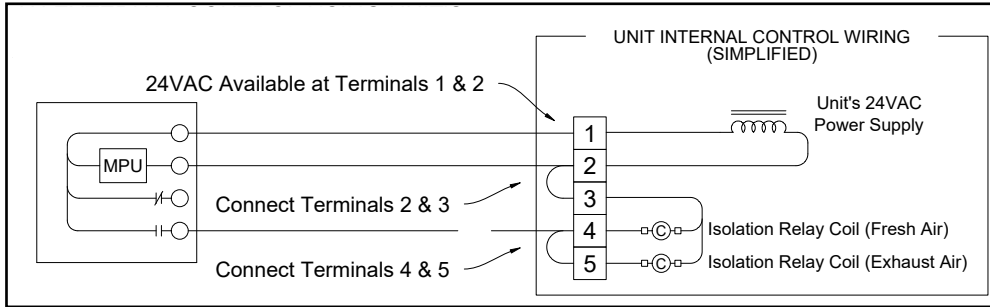 UNIT INTERNAL CONTROL WIRING
(SIMPLIFIED)
24VAC Available at Terminals 1 & 2
Unit's 24VAC
Power Supply
1
MPU
2
Connect Terminals 2 & 3
3
4
Isolation Relay Coil (Fresh Air)
C
Connect Terminals 4 & 5
5
C
Isolation Relay Coil (Exhaust Air)